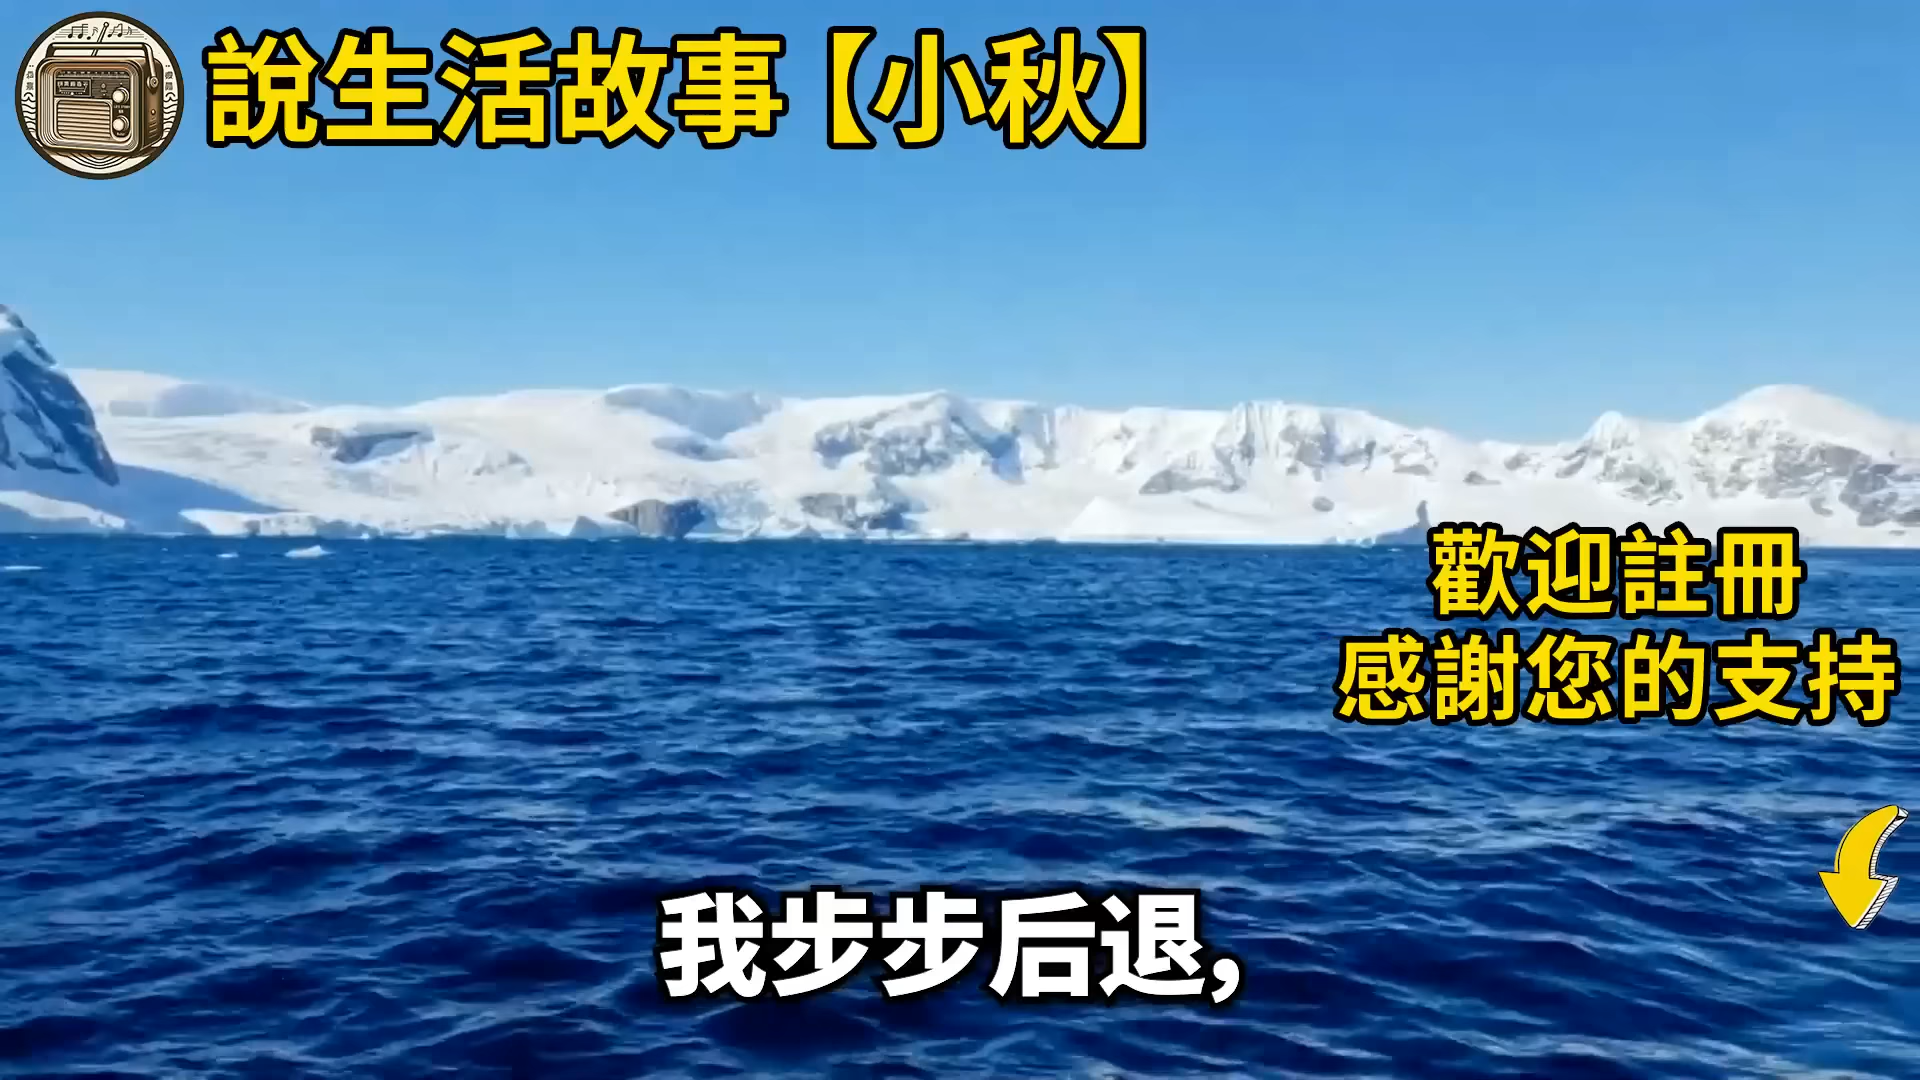 說生活故事【小秋】
歡迎註冊
感謝您的支持
我步步后退,